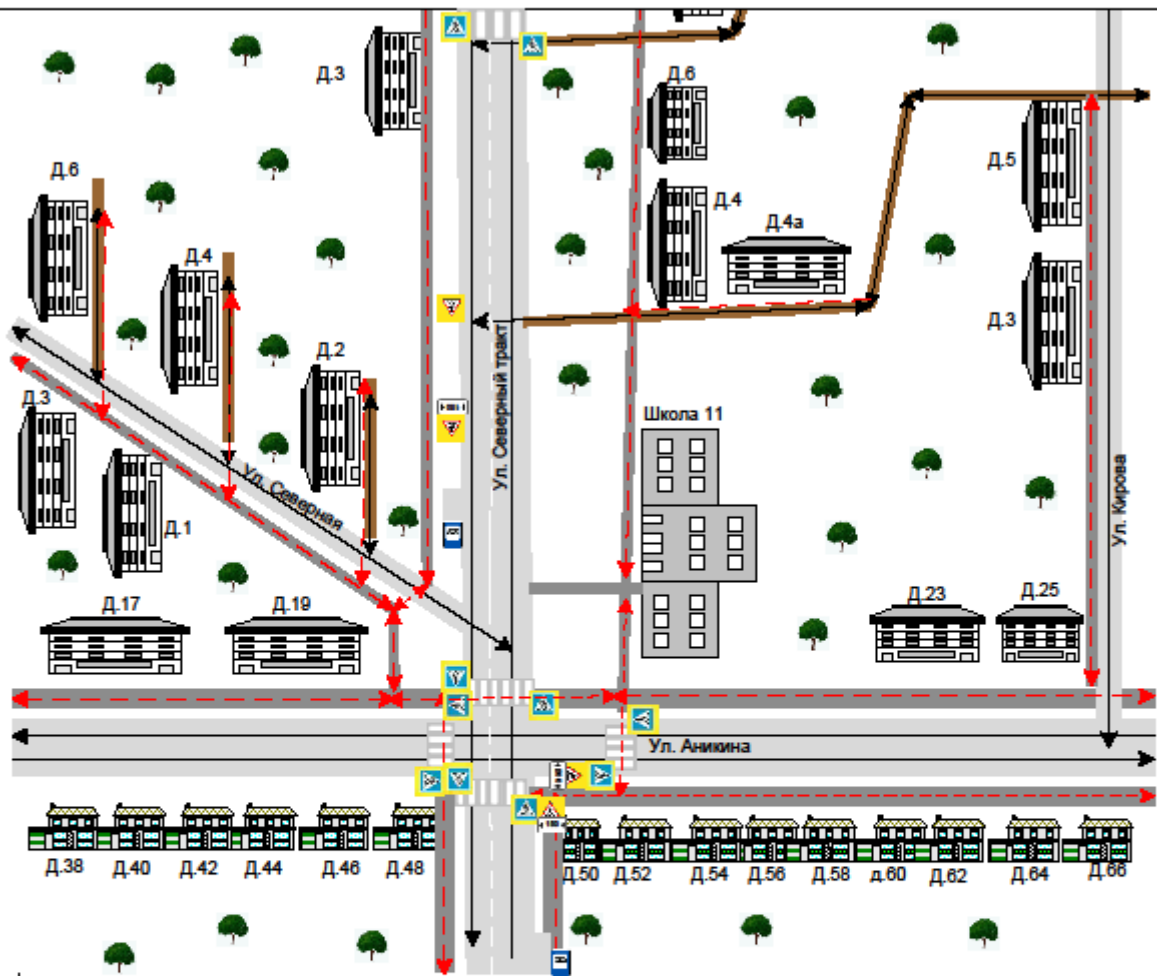 Д.3
Д.6
Д.5
Д.6
Д.4
Д.4а
Д.4
Д.3
Д.2
Д.3
Ул. Северный тракт
Школа 11
Ул. Северная
Ул. Кирова
Д.1
Д.17
Д.19
Д.23
Д.25
Ул. Аникина
Д.38
Д.40
Д.42
Д.44
Д.46
Д.48
Д.50
Д.52
Д.54
Д.56
Д.58
д.60
Д.62
Д.64
Д.66